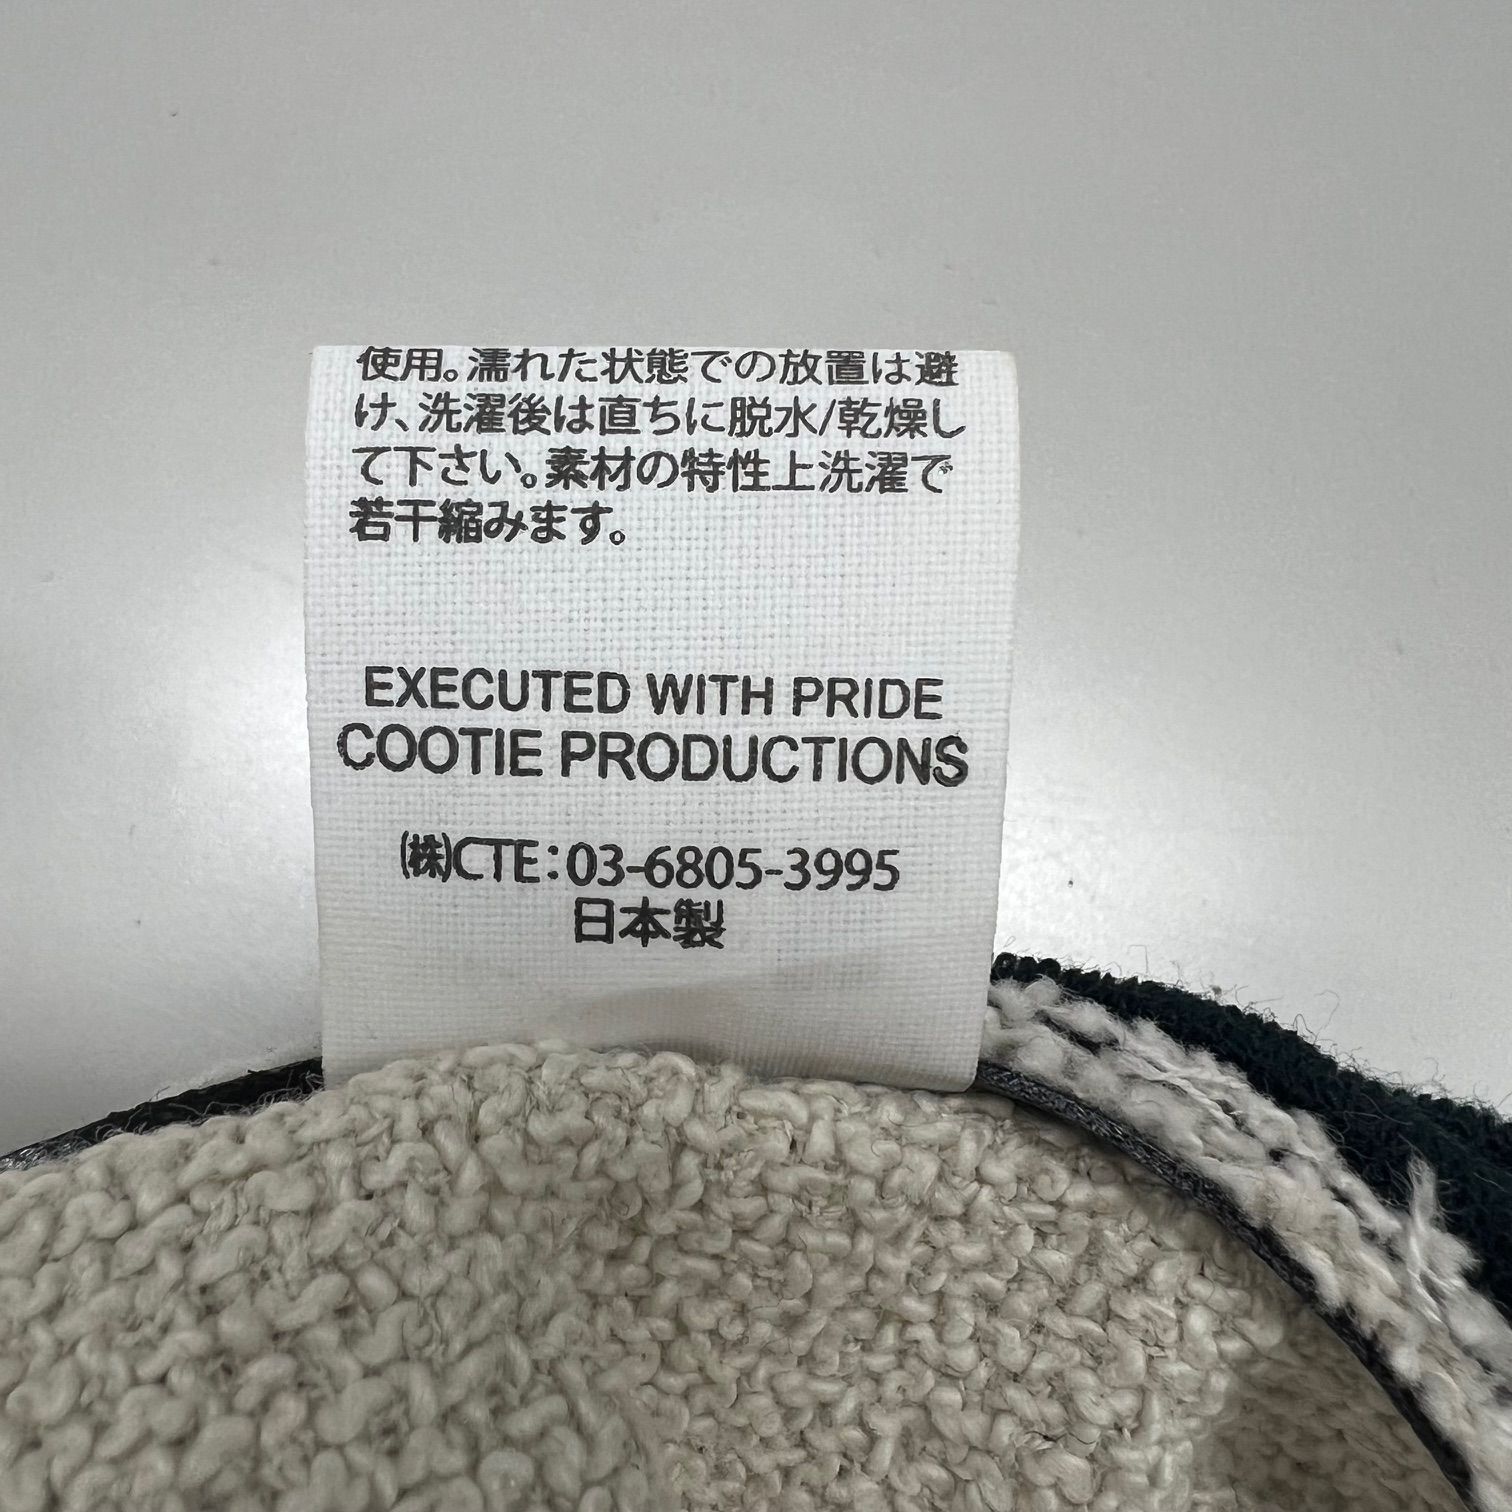 使用。濡れた状態での放置は避
け、洗濯後は直ちに脱水/乾燥し
て下さい。素材の特性上洗濯で
若干縮みます。
EXECUTED WITH PRIDE
COOTIE PRODUCTIONS
㈱CTE:03-6805-3995
日本製